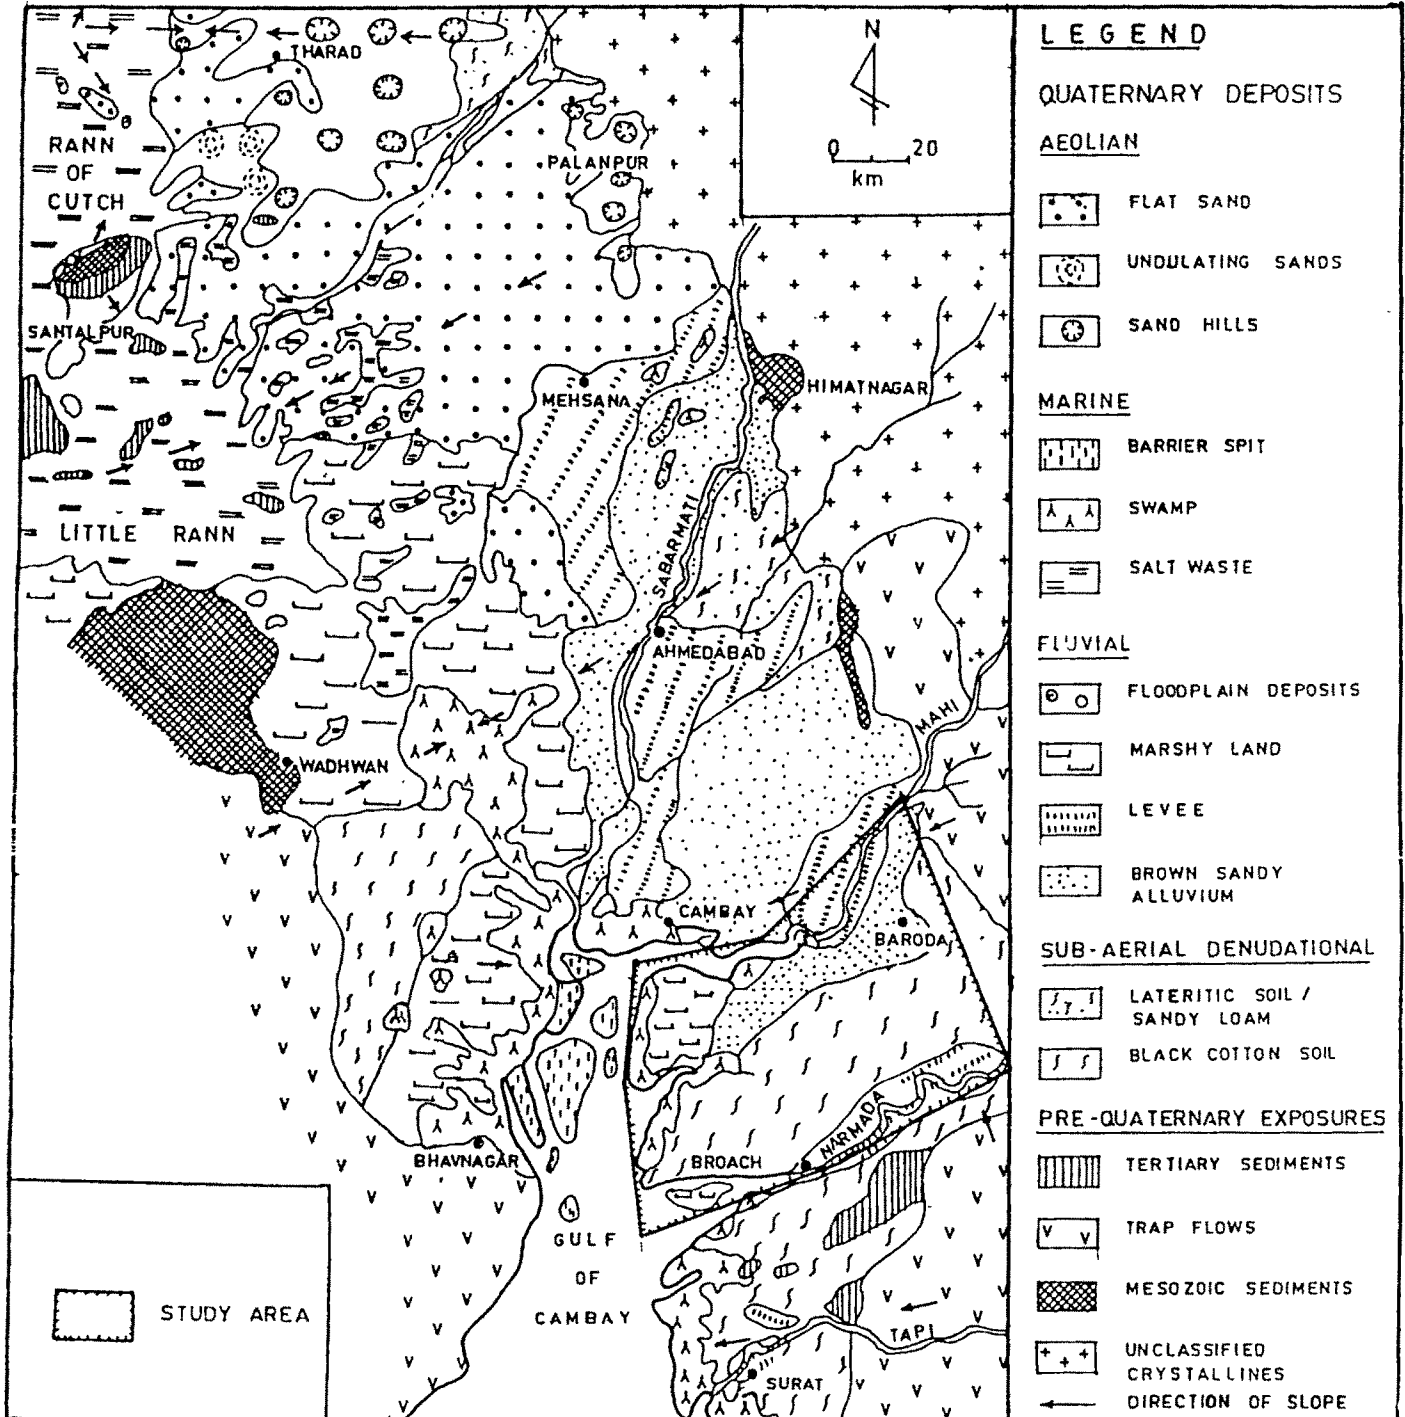 THARAD
RANN
OF
CUTCH
PALANPUR
N
0 20
km
SANTALPUR
MEHSANA
HIMATNAGAR
LITTLE RANN
SABARMATI
AHMEDABAD
MAHI
WADHWAN
CAMBAY
BARODA
NARMADA
BROACH
BHAVNAGAR
GULF
OF
CAMBAY
TAPI
SURAT
STUDY AREA
LEGEND
QUATERNARY DEPOSITS
AEOLIAN
FLAT SAND
UNDULATING SANDS
SAND HILLS
MARINE
BARRIER SPIT
SWAMP
SALT WASTE
FLUVIAL
FLOODPLAIN DEPOSITS
MARSHY LAND
LEVEE
BROWN SANDY
ALLUVIUM
SUB-AERIAL DENUDATIONAL
LATERITIC SOIL /
SANDY LOAM
BLACK COTTON SOIL
PRE-QUATERNARY EXPOSURES
TERTIARY SEDIMENTS
TRAP FLOWS
MESOZOIC SEDIMENTS
UNCLASSIFIED
CRYSTALLINES
DIRECTION OF SLOPE